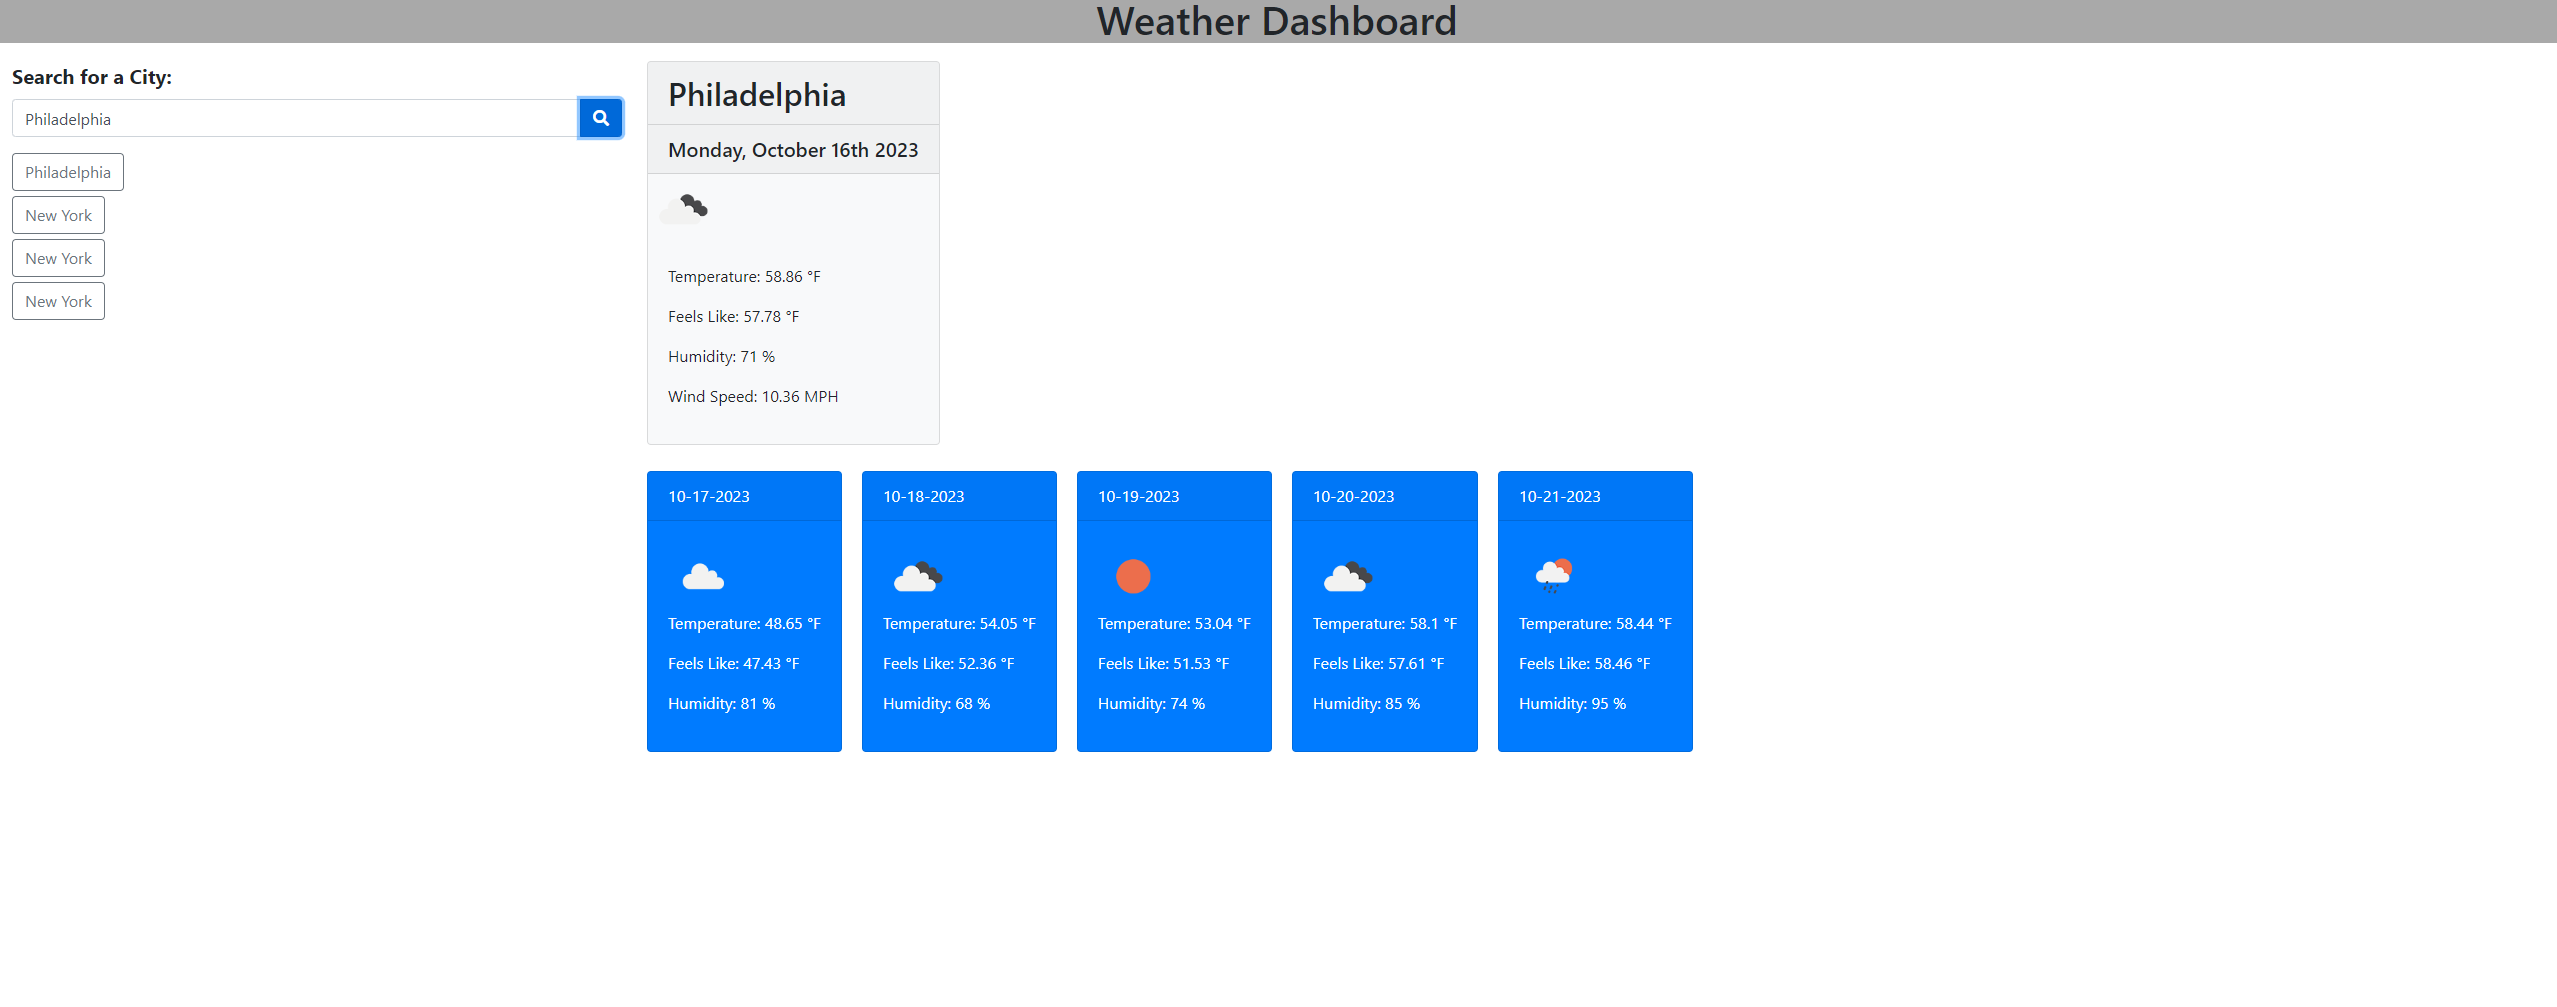 Weather Dashboard
Search for a City:
Philadelphia
Philadelphia
New York
New York
New York
Philadelphia
Monday, October 16th 2023
Temperature: 58.86 °F
Feels Like: 57.78 °F
Humidity: 71 %
Wind Speed: 10.36 MPH
10-17-2023
Temperature: 48.65 °F
Feels Like: 47.43 °F
Humidity: 81 %
10-18-2023
Temperature: 54.05 °F
Feels Like: 52.36 °F
Humidity: 68 %
10-19-2023
Temperature: 53.04 °F
Feels Like: 51.53 °F
Humidity: 74 %
10-20-2023
Temperature: 58.1 °F
Feels Like: 57.61 °F
Humidity: 85 %
10-21-2023
Temperature: 58.44 °F
Feels Like: 58.46 °F
Humidity: 95 %